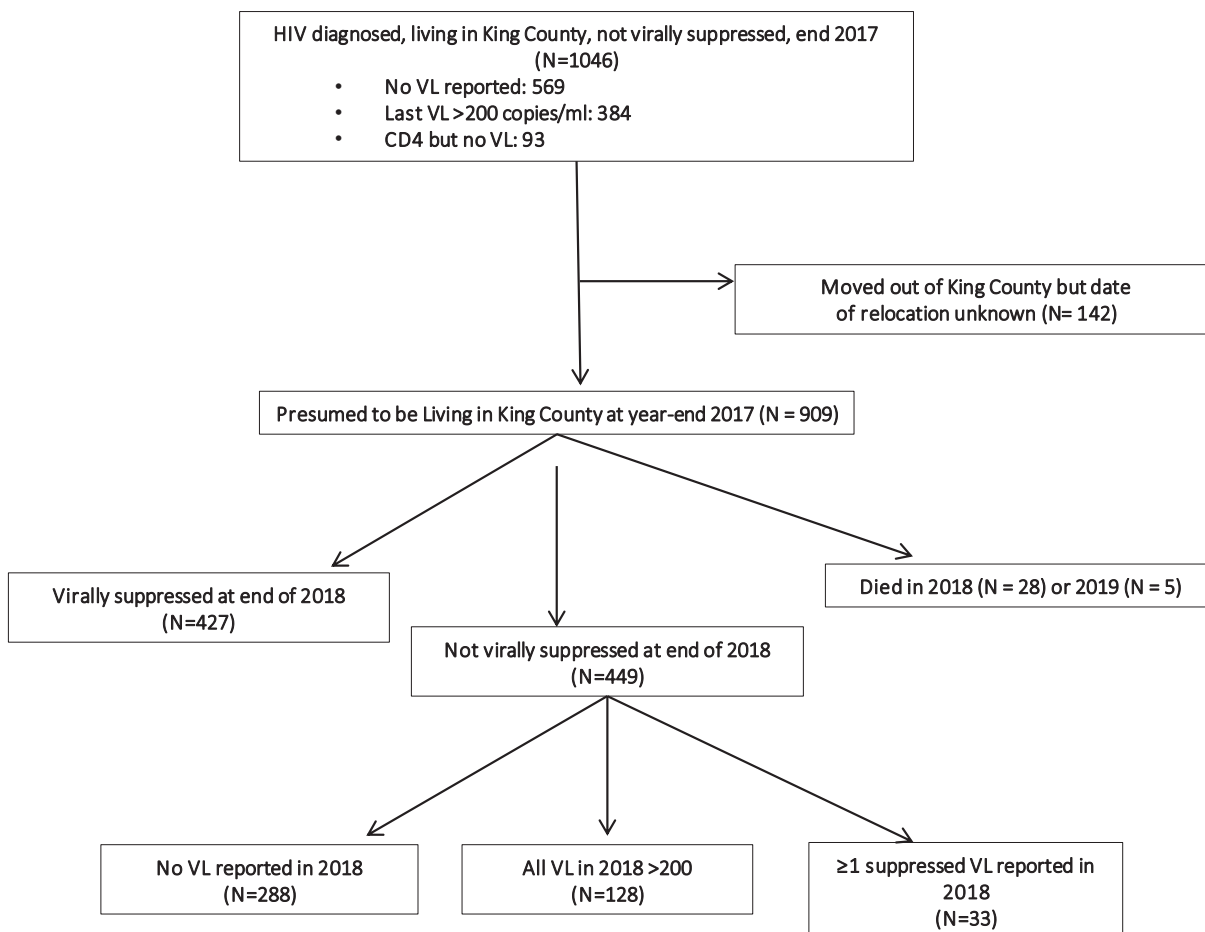 HIV diagnosed, living in King County, not virally suppressed, end 2017
(N=1046)
• No VL reported: 569
• Last VL >200 copies/ml: 384
• CD4 but no VL: 93
Moved out of King County but date
of relocation unknown (N= 142)
Presumed to be Living in King County at year-end 2017 (N = 909)
Virally suppressed at end of 2018
(N=427)
Died in 2018 (N = 28) or 2019 (N = 5)
Not virally suppressed at end of 2018
(N=449)
No VL reported in 2018
(N=288)
All VL in 2018 >200
(N=128)
≥1 suppressed VL reported in
2018
(N=33)